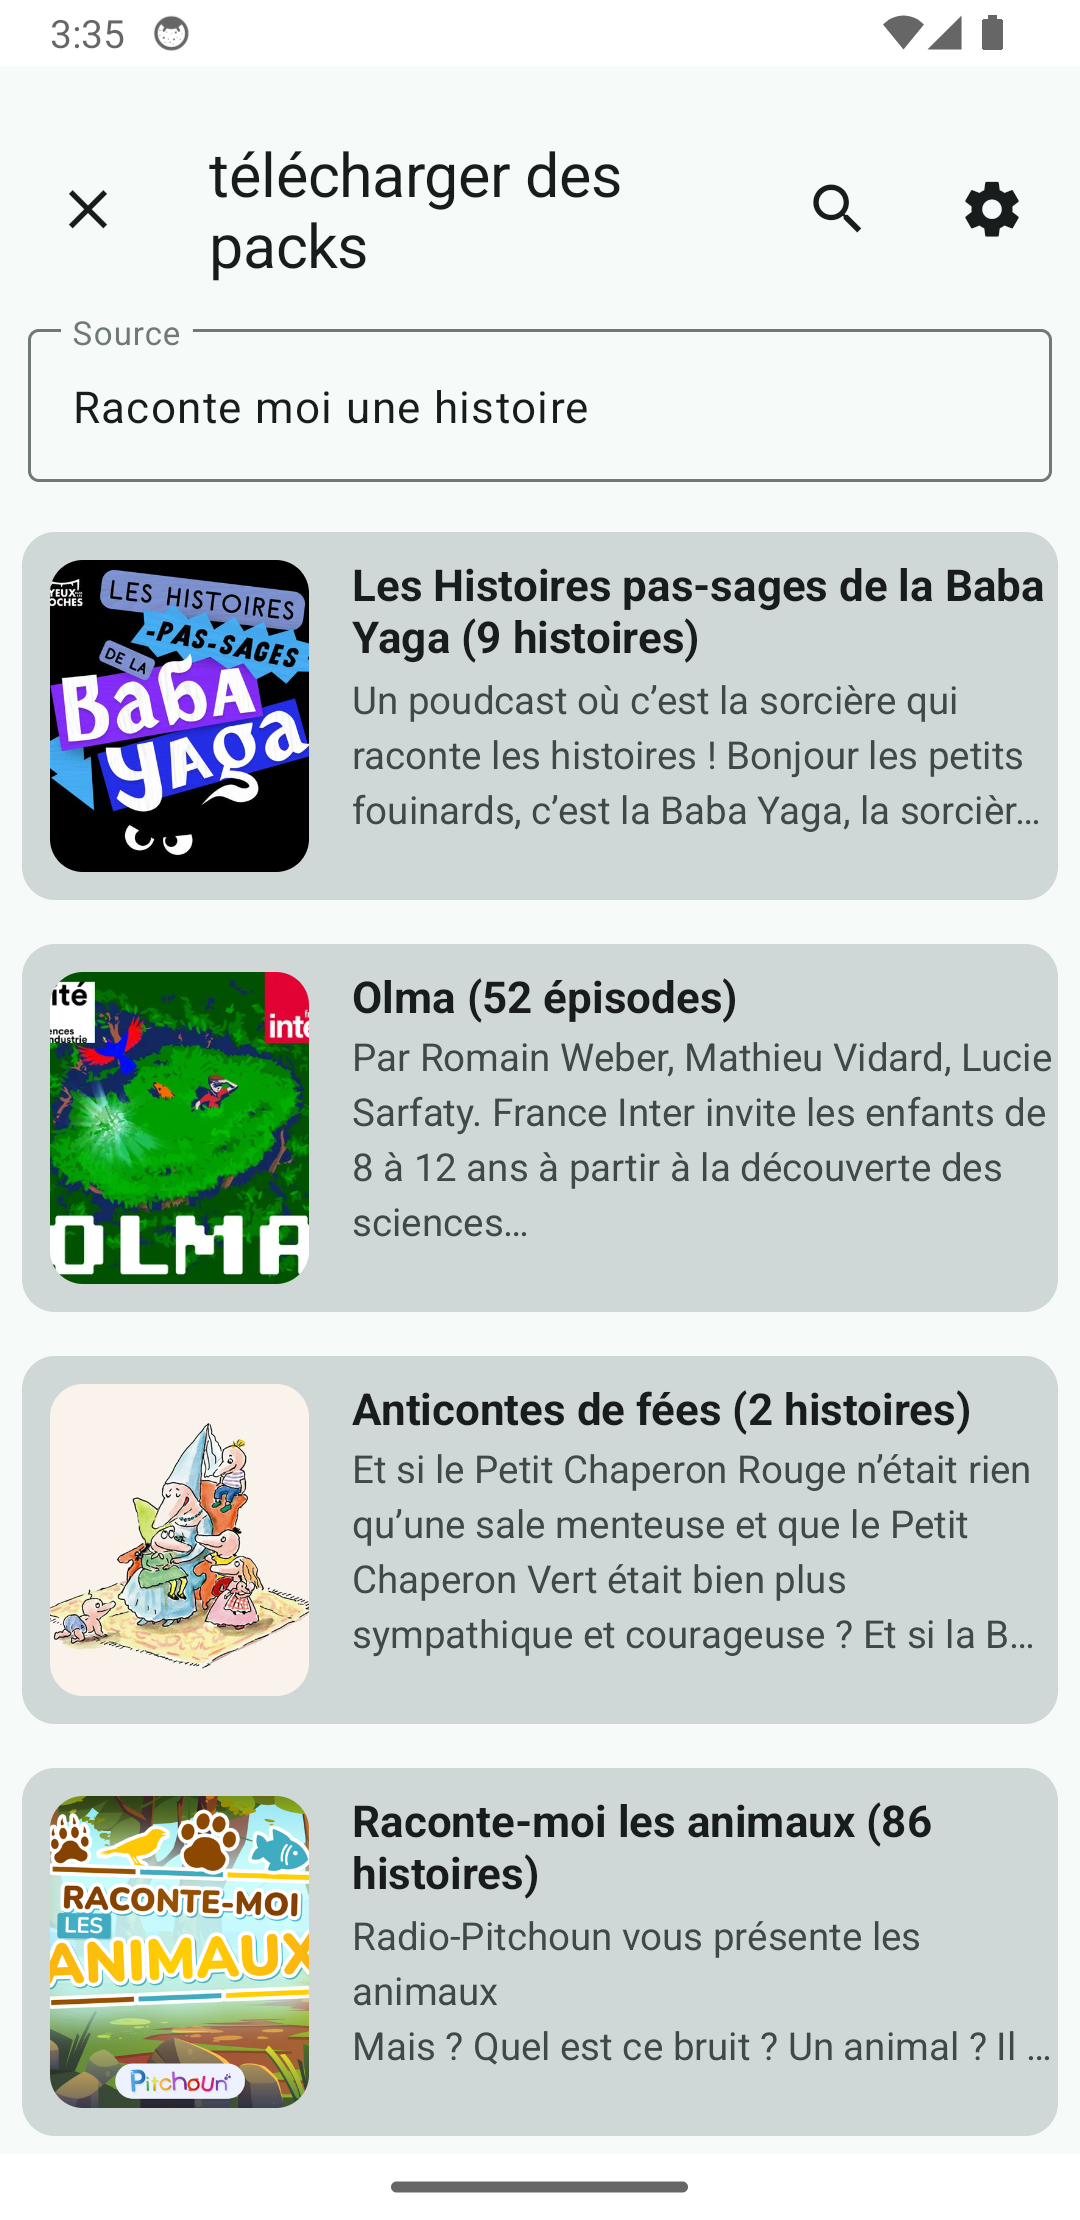 3:35
télécharger des
packs
Source
Raconte moi une histoire
YEUX
OCHES
LES HISTOIRES
-PAS-SAGES
DE LA
BabA
yAga
Les Histoires pas-sages de la Baba
Yaga (9 histoires)
Un poudcast où c’est la sorcière qui
raconte les histoires ! Bonjour les petits
fouinards, c’est la Baba Yaga, la sorcièr…
ité
ences
ndustrie
inte
OLMA
Olma (52 épisodes)
Par Romain Weber, Mathieu Vidard, Lucie
Sarfaty. France Inter invite les enfants de
8 à 12 ans à partir à la découverte des
sciences…
Anticontes de fées (2 histoires)
Et si le Petit Chaperon Rouge n’était rien
qu’une sale menteuse et que le Petit
Chaperon Vert était bien plus
sympathique et courageuse ? Et si la B…
RACONTE-MOI
LES
ANIMAUX
Pitchoun
Raconte-moi les animaux (86
histoires)
Radio-Pitchoun vous présente les
animaux
Mais ? Quel est ce bruit ? Un animal ? Il …